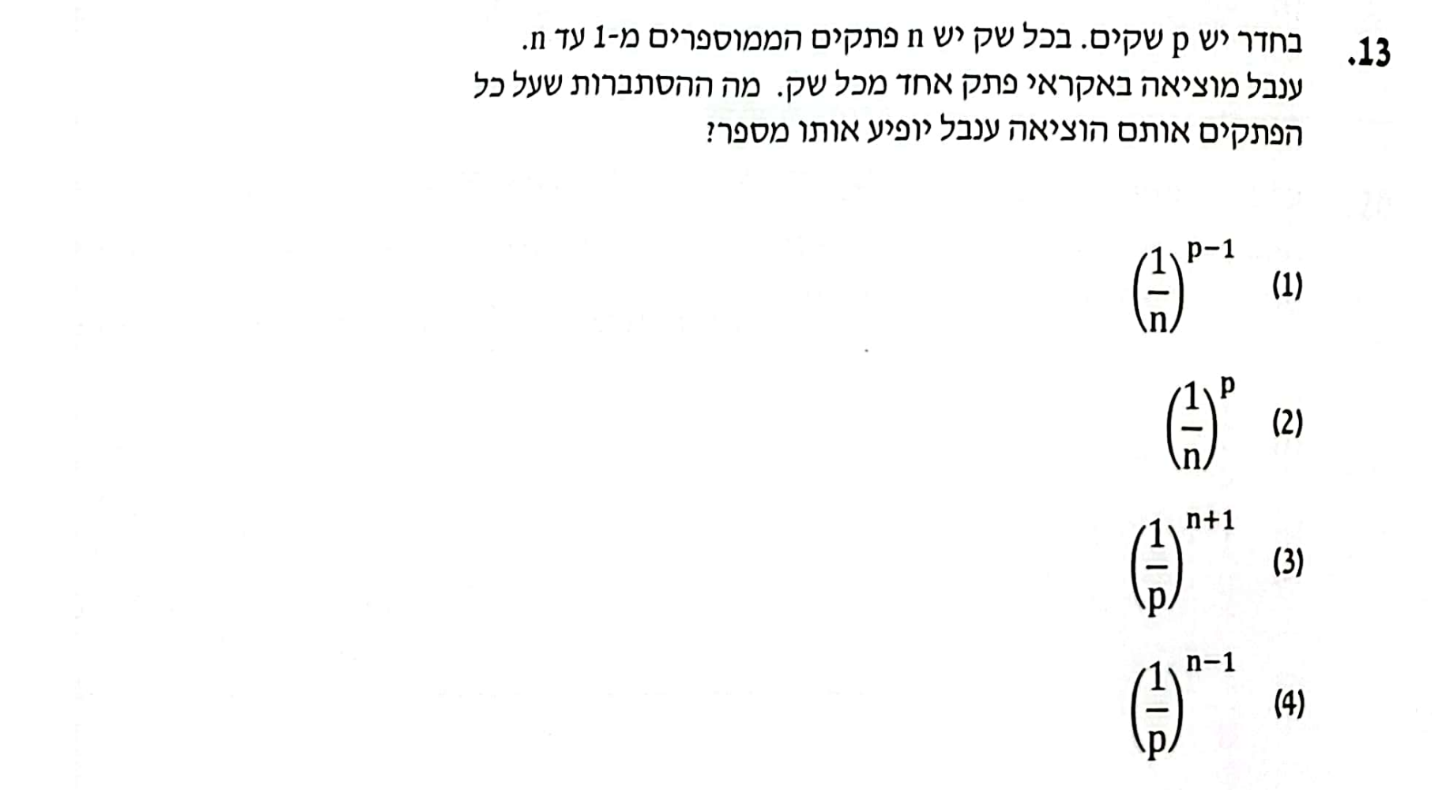 13. בחדר יש p שקים. בכל שק יש n פתקים הממוספרים מ-1 עד n.
ענבל מוציאה באקראי פתק אחד מכל שק. מה ההסתברות שעל כל
הפתקים אותם הוציאה ענבל יופיע אותו מספר?
(1) $\left(\frac{1}{n}\right)^{p-1}$
(2) $\left(\frac{1}{n}\right)^{p}$
(3) $\left(\frac{1}{p}\right)^{n+1}$
(4) $\left(\frac{1}{p}\right)^{n-1}$